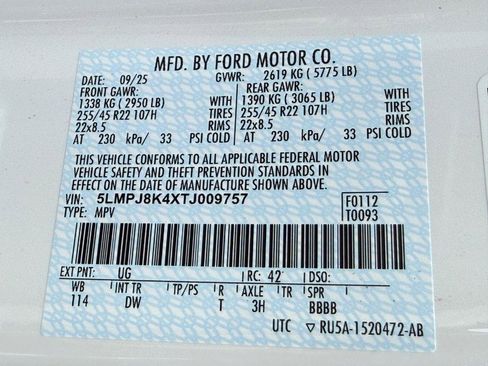 MFD. BY FORD MOTOR CO.
DATE: 09/25 GVWR: 2619 KG ( 5775 LB)
FRONT GAWR: REAR GAWR:
1338 KG ( 2950 LB) WITH 1390 KG ( 3065 LB) WITH
255/45 R22 107H TIRES 255/45 R22 107H TIRES
22x8.5 RIMS 22x8.5 RIMS
AT 230 kPa/ 33 PSI COLD AT 230 kPa/ 33 PSI COLD
THIS VEHICLE CONFORMS TO ALL APPLICABLE FEDERAL MOTOR
VEHICLE SAFETY AND THEFT PREVENTION STANDARDS IN
EFFECT ON THE DATE OF MANUFACTURE SHOWN ABOVE.
VIN: 5LMPJ8K4XTJ009757 F0112
TYPE: MPV T0093
EXT PNT: UG RC: 42 DSO:
WB INT TR TP/PS R AXLE TR SPR
114 DW T 3H BBBB
UTC ▽ RU5A-1520472-AB